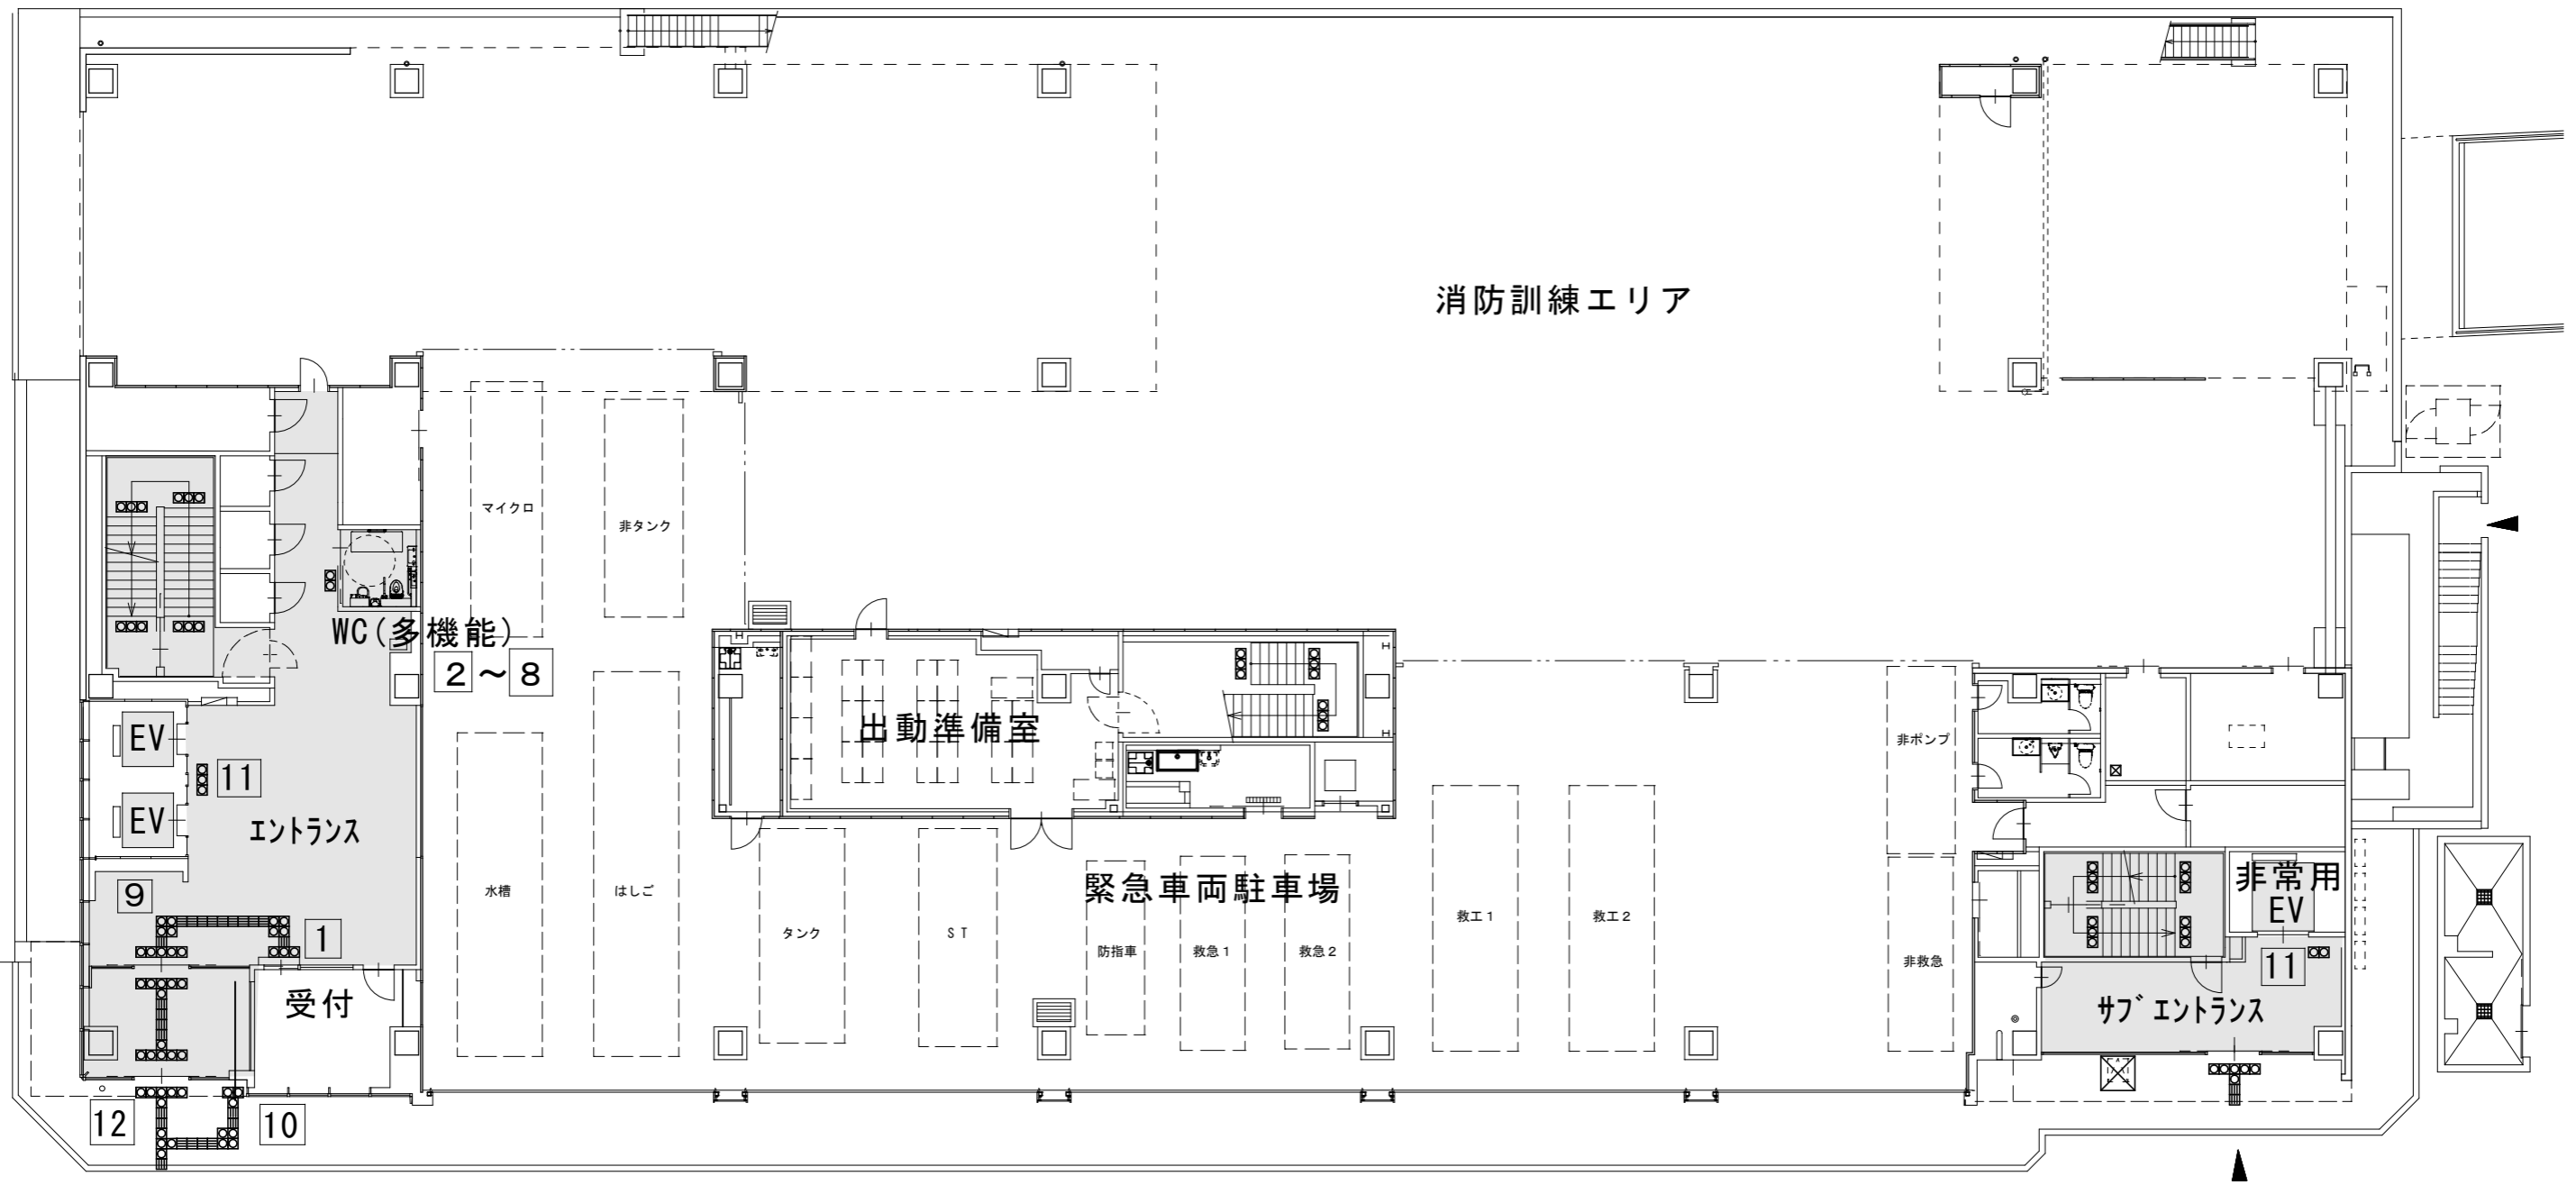 消防訓練エリア
マイクロ
非タンク
WC(多機能)
2～8
EV
11
EV
エントランス
9
1
受付
12
10
水槽
はしご
出動準備室
タンク
ST
緊急車両駐車場
防指車
救急1
救急2
救工1
救工2
非ポンプ
非救急
非常用
EV
11
サブエントランス